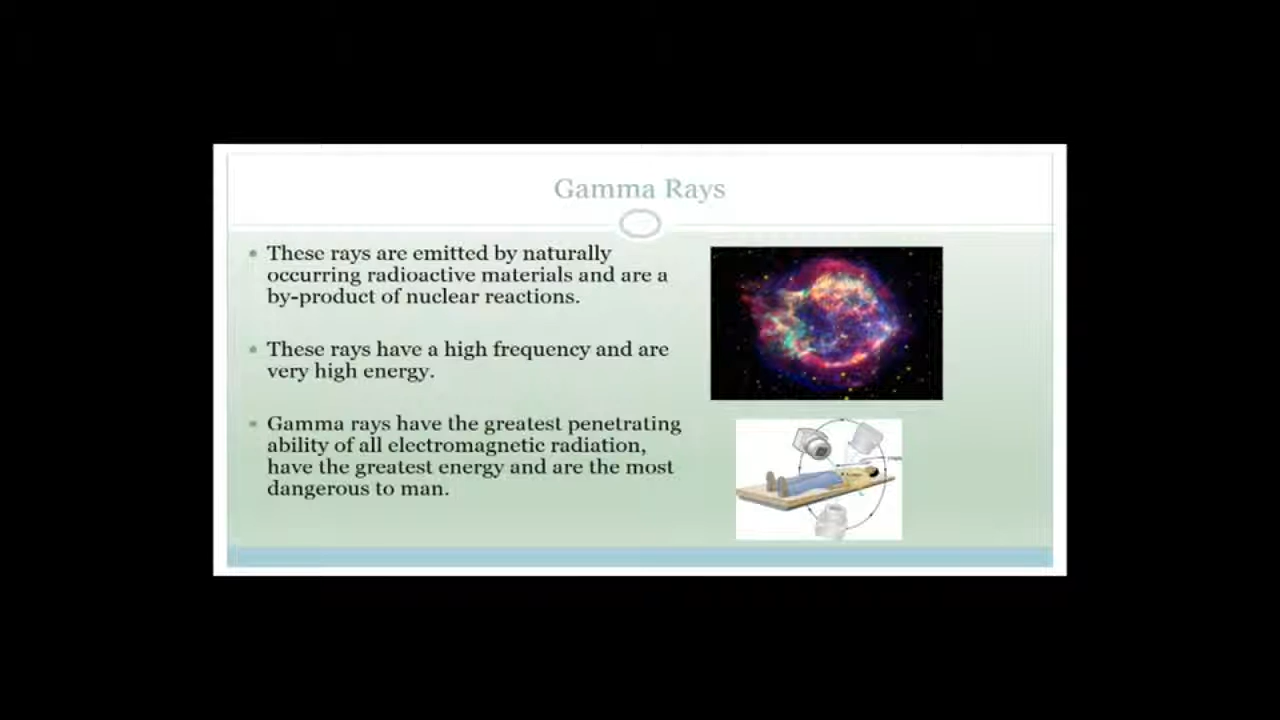 Gamma Rays
These rays are emitted by naturally
occurring radioactive materials and are a
by-product of nuclear reactions.
These rays have a high frequency and are
very high energy.
Gamma rays have the greatest penetrating
ability of all electromagnetic radiation,
have the greatest energy and are the most
dangerous to man.